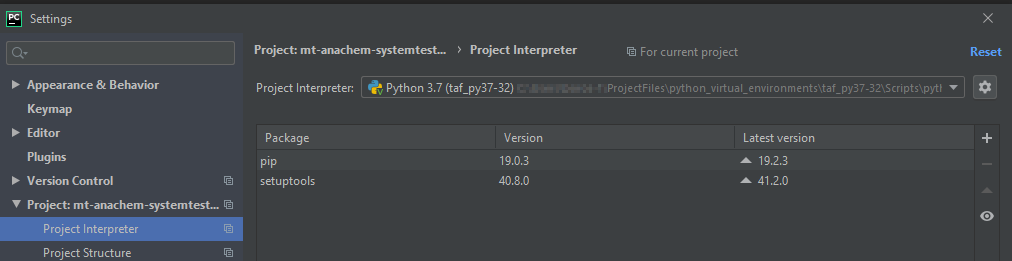 PC Settings
Project: mt-anachem-systemtest... › Project Interpreter For current project Reset
Appearance & Behavior
Keymap
Editor
Plugins
Version Control
Project: mt-anachem-systemtest...
Project Interpreter
Project Structure
Project Interpreter: Python 3.7 (taf_py37-32) \ProjectFiles\python_virtual_environments\taf_py37-32\Scripts\pyth
Package Version Latest version
pip 19.0.3 19.2.3
setuptools 40.8.0 41.2.0